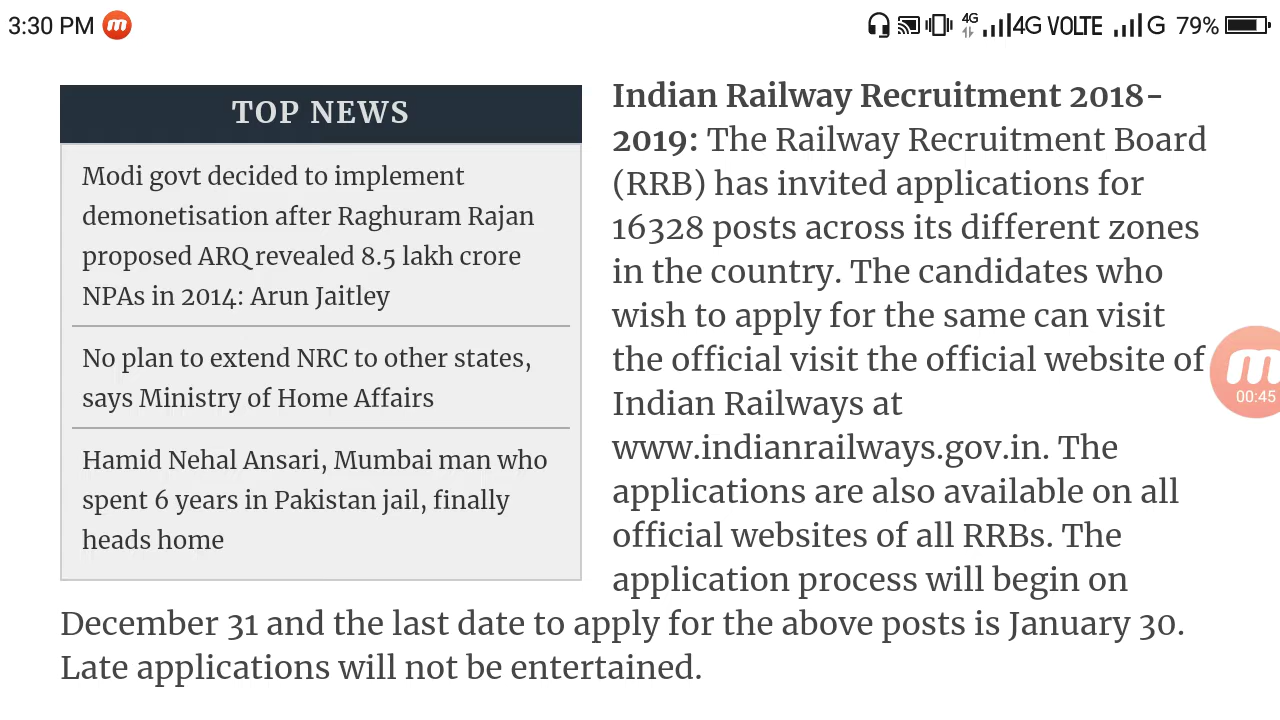 3:30 PM
4G 4G VOLTE G 79%
TOP NEWS
Modi govt decided to implement
demonetisation after Raghuram Rajan
proposed ARQ revealed 8.5 lakh crore
NPAs in 2014: Arun Jaitley
No plan to extend NRC to other states,
says Ministry of Home Affairs
Hamid Nehal Ansari, Mumbai man who
spent 6 years in Pakistan jail, finally
heads home
Indian Railway Recruitment 2018-
2019: The Railway Recruitment Board
(RRB) has invited applications for
16328 posts across its different zones
in the country. The candidates who
wish to apply for the same can visit
the official visit the official website of
Indian Railways at
www.indianrailways.gov.in. The
applications are also available on all
official websites of all RRBs. The
application process will begin on
December 31 and the last date to apply for the above posts is January 30.
Late applications will not be entertained.
00:45